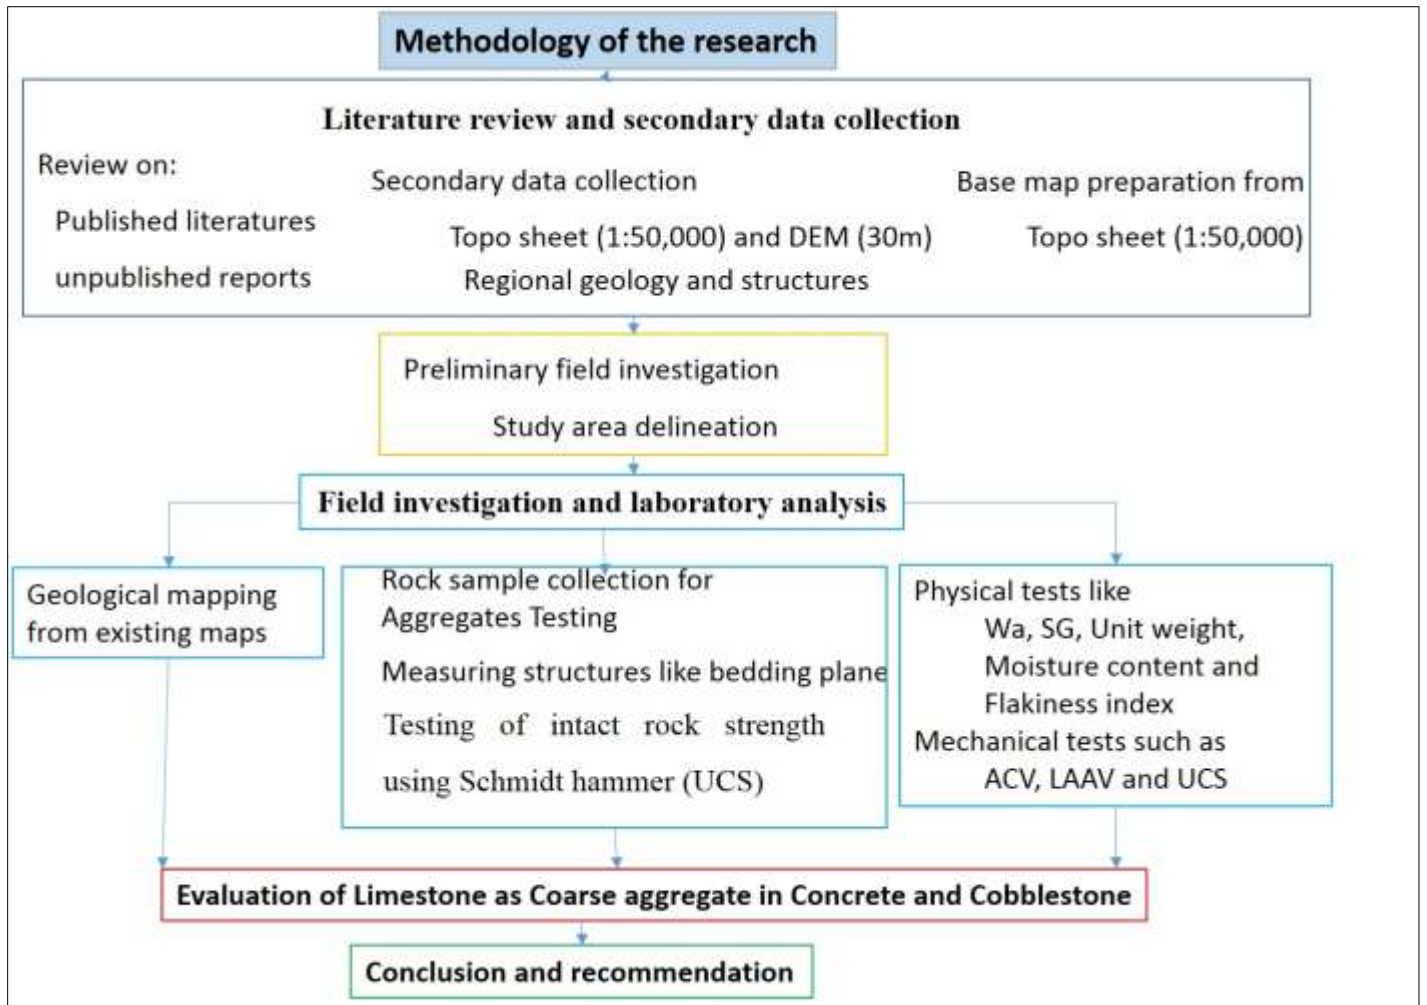 Methodology of the research
Literature review and secondary data collection
Review on:
Published literatures
unpublished reports
Secondary data collection
Topo sheet (1:50,000) and DEM (30m)
Regional geology and structures
Base map preparation from
Topo sheet (1:50,000)
Preliminary field investigation
Study area delineation
Field investigation and laboratory analysis
Geological mapping
from existing maps
Rock sample collection for
Aggregates Testing
Measuring structures like bedding plane
Testing of intact rock strength
using Schmidt hammer (UCS)
Physical tests like
Wa, SG, Unit weight,
Moisture content and
Flakiness index
Mechanical tests such as
ACV, LAAV and UCS
Evaluation of Limestone as Coarse aggregate in Concrete and Cobblestone
Conclusion and recommendation